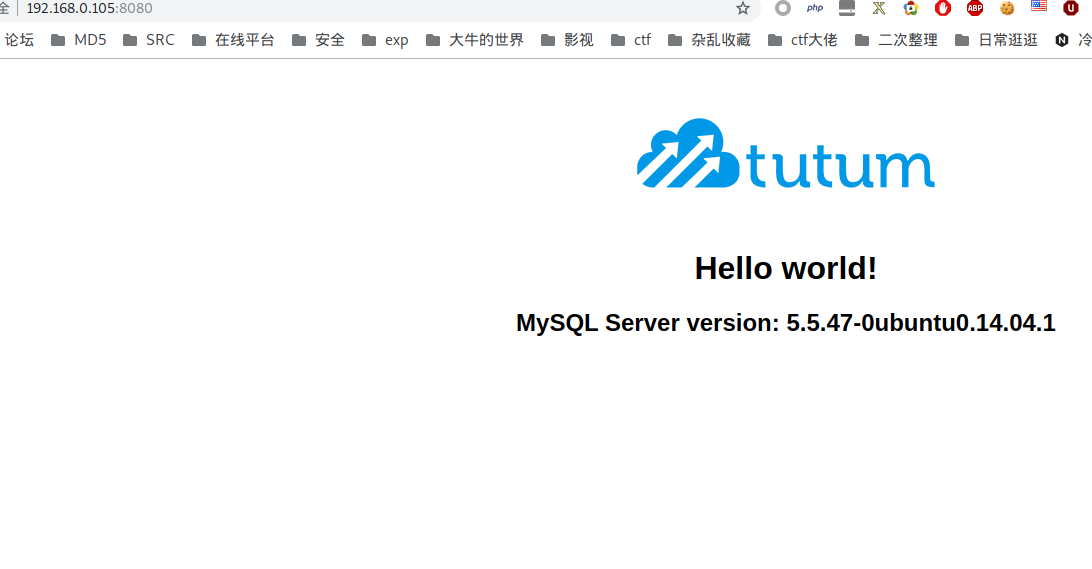 全 192.168.0.105:8080 php ABP
论坛 MD5 SRC 在线平台 安全 exp 大牛的世界 影视 ctf 杂乱收藏 ctf大佬 二次整理 日常逛逛 N 冷
tutum
Hello world!
MySQL Server version: 5.5.47-0ubuntu0.14.04.1